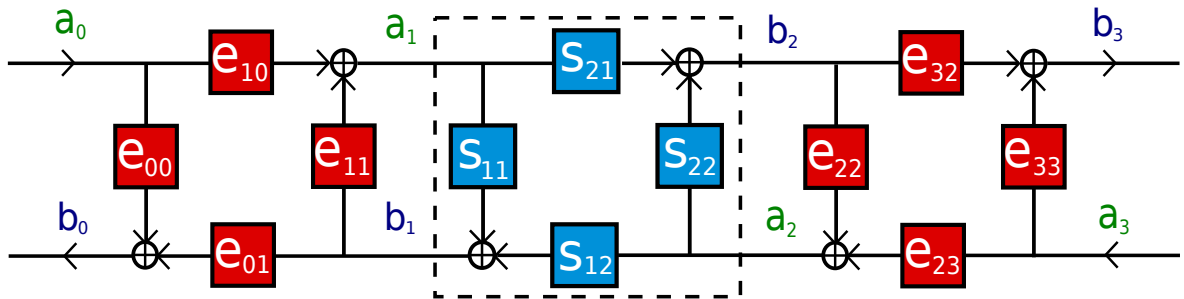 a₀ a₁ b₂ b₃
e₁₀ s₂₁ e₃₂
e₀₀ e₁₁ s₁₁ s₂₂ e₂₂ e₃₃
b₀ b₁ a₂ a₃
e₀₁ s₁₂ e₂₃